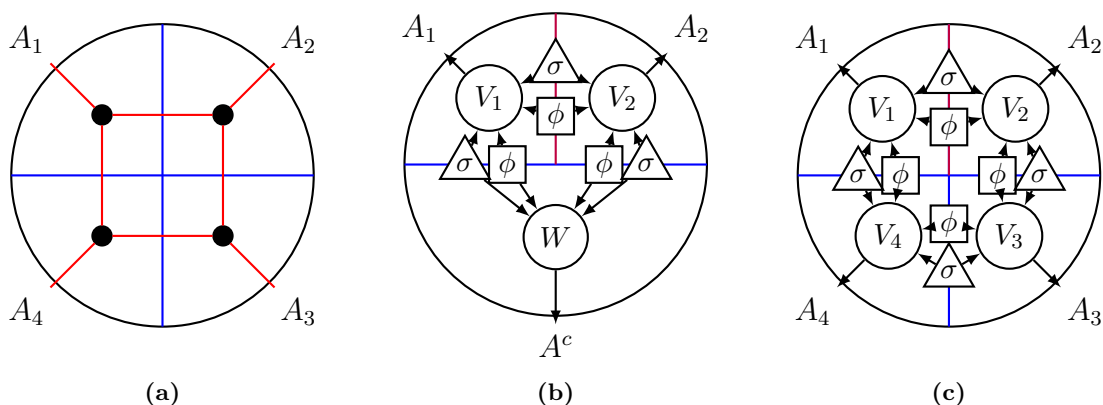 A₁ A₂
A₄ A₃
(a)
A₁ A₂
σ
V₁ V₂
ϕ
σ ϕ ϕ σ
W
Aᶜ
(b)
A₁ A₂
σ
V₁ V₂
ϕ
σ ϕ ϕ σ
V₄ ϕ V₃
σ
A₄ A₃
(c)